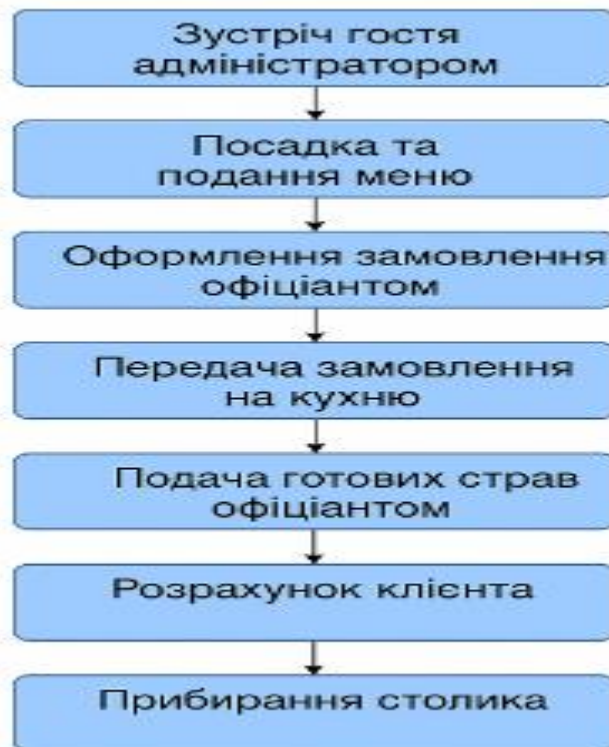 Зустріч гостя
адміністратором
Посадка та
подання меню
Оформлення замовлення
офіціантом
Передача замовлення
на кухню
Подача готових страв
офіціантом
Розрахунок клієнта
Прибирання столика